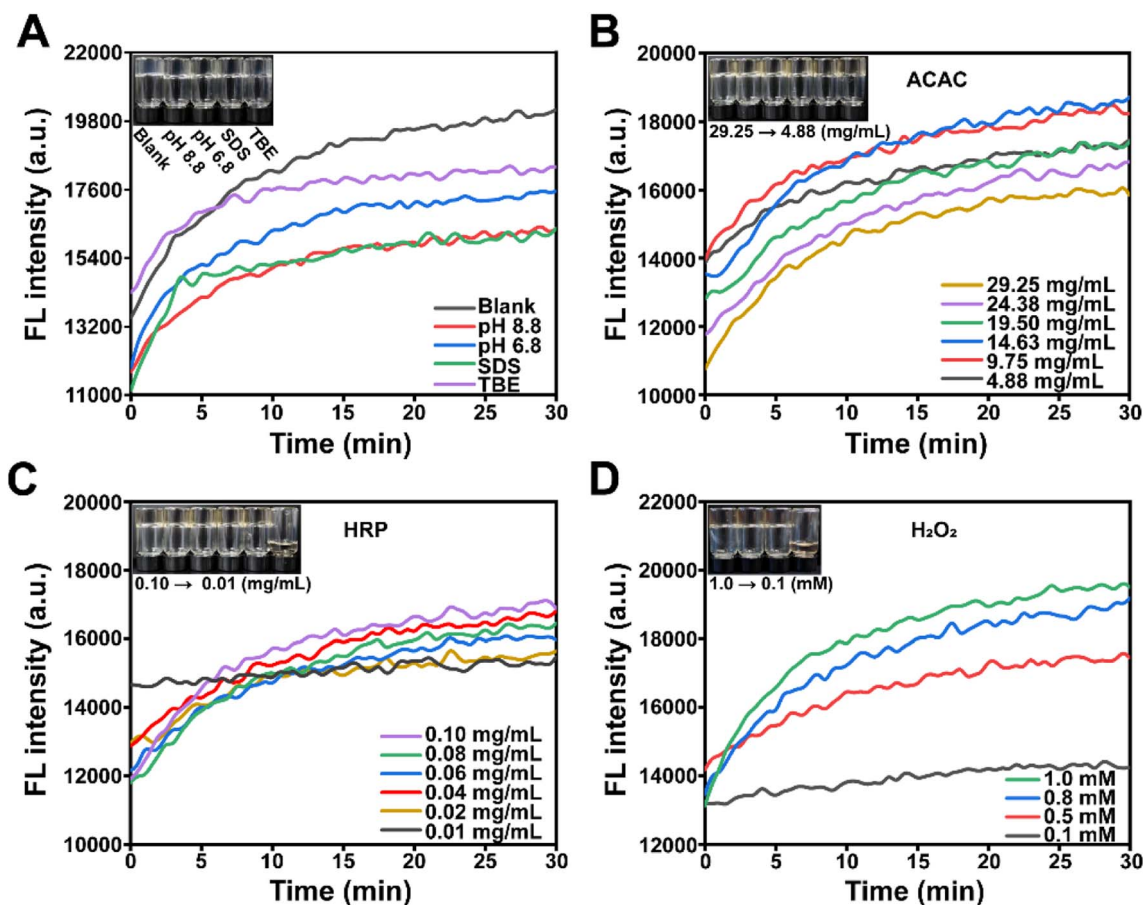 A
22000
19800
17600
15400
13200
11000
FL intensity (a.u.)
Blank
pH 8.8
pH 6.8
SDS
TBE
Blank
pH 8.8
pH 6.8
SDS
TBE
0 5 10 15 20 25 30
Time (min)
B
20000
18000
16000
14000
12000
10000
FL intensity (a.u.)
ACAC
29.25 → 4.88 (mg/mL)
29.25 mg/mL
24.38 mg/mL
19.50 mg/mL
14.63 mg/mL
9.75 mg/mL
4.88 mg/mL
0 5 10 15 20 25 30
Time (min)
C
20000
18000
16000
14000
12000
10000
FL intensity (a.u.)
HRP
0.10 → 0.01 (mg/mL)
0.10 mg/mL
0.08 mg/mL
0.06 mg/mL
0.04 mg/mL
0.02 mg/mL
0.01 mg/mL
0 5 10 15 20 25 30
Time (min)
D
22000
20000
18000
16000
14000
12000
FL intensity (a.u.)
H₂O₂
1.0 → 0.1 (mM)
1.0 mM
0.8 mM
0.5 mM
0.1 mM
0 5 10 15 20 25 30
Time (min)